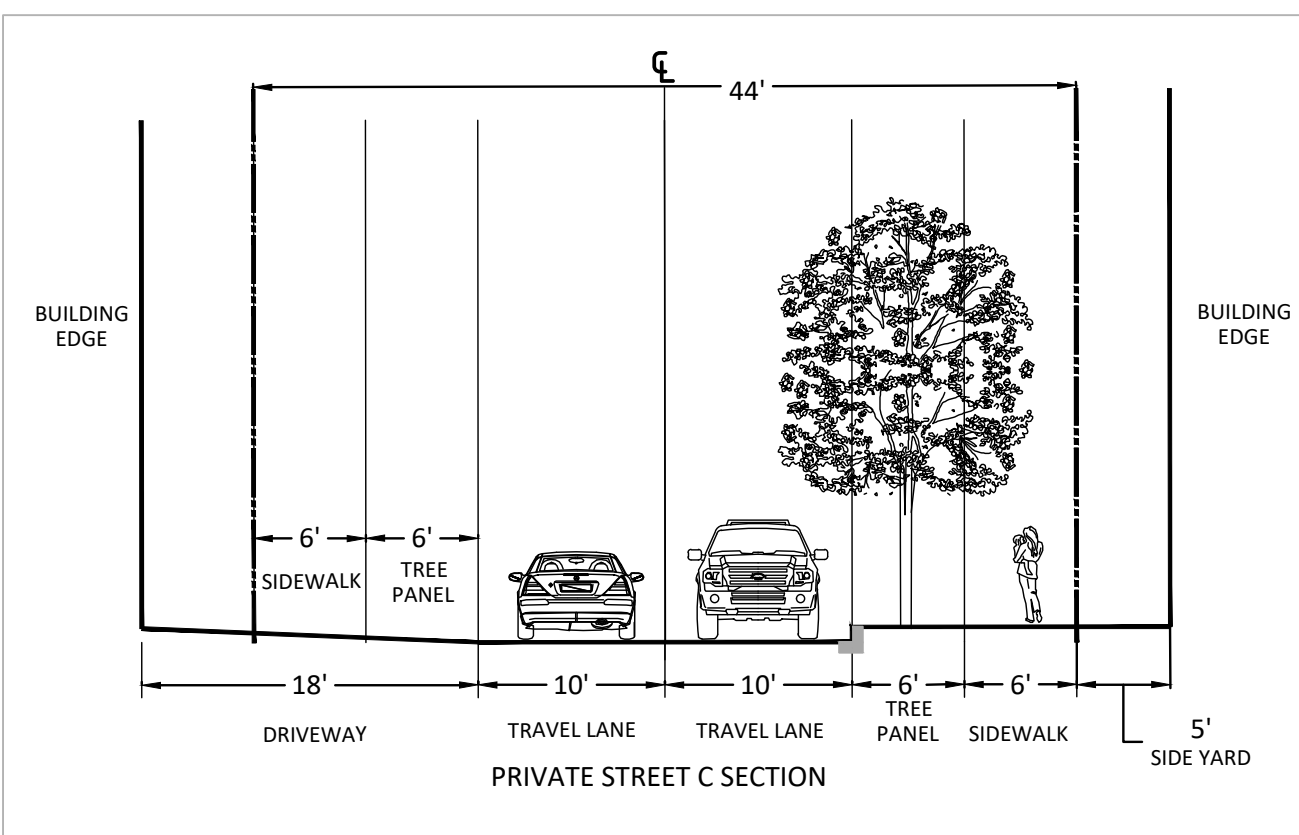 ℄
44'
BUILDING
EDGE
BUILDING
EDGE
6'
6'
SIDEWALK
TREE
PANEL
18'
10'
10'
6'
6'
DRIVEWAY
TRAVEL LANE
TRAVEL LANE
TREE
PANEL
SIDEWALK
5'
SIDE YARD
PRIVATE STREET C SECTION